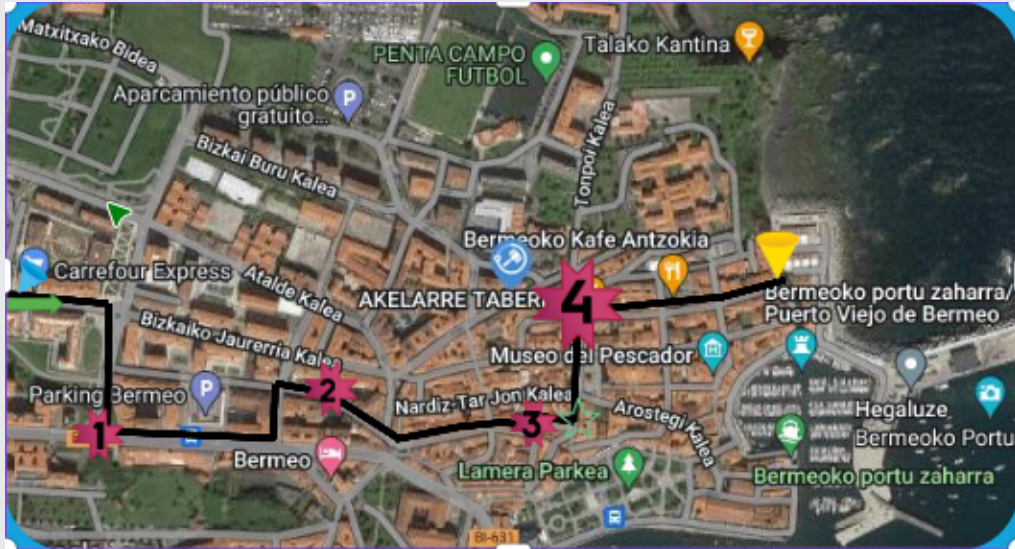 Matxitxako Bidea
PENTA CAMPO
FUTBOL
Talako Kantina
Aparcamiento público
gratuito...
P
Bizkai Buru Kalea
Tonpoi Kalea
Bermeoko Kafe Antzokia
Carrefour Express
Atalde Kalea
AKELARRE TABER
4
Bermeoko portu zaharra/
Puerto Viejo de Bermeo
Bizkaiko Jaurerria Kalea
Museo del Pescador
Parking Bermeo
P
2
Nardiz-Tar Jon Kalea
1
3
Arostegi Kalea
Hegaluze
Bermeoko Portu
Bermeo
Lamera Parkea
Bermeoko portu zaharra
BI-631